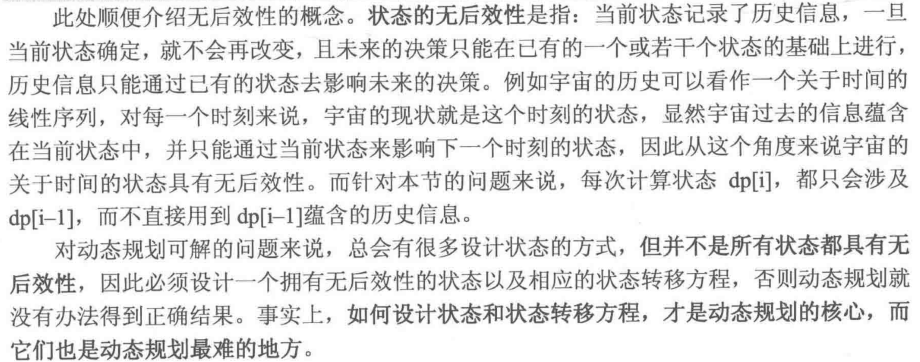 此处顺便介绍无后效性的概念。状态的无后效性是指：当前状态记录了历史信息，一旦
当前状态确定，就不会再改变，且未来的决策只能在已有的一个或若干个状态的基础上进行，
历史信息只能通过已有的状态去影响未来的决策。例如宇宙的历史可以看作一个关于时间的
线性序列，对每一个时刻来说，宇宙的现状就是这个时刻的状态，显然宇宙过去的信息蕴含
在当前状态中，并只能通过当前状态来影响下一个时刻的状态，因此从这个角度来说宇宙的
关于时间的状态具有无后效性。而针对本节的问题来说，每次计算状态 dp[i]，都只会涉及
dp[i–1]，而不直接用到 dp[i–1]蕴含的历史信息。
对动态规划可解的问题来说，总会有很多设计状态的方式，但并不是所有状态都具有无
后效性，因此必须设计一个拥有无后效性的状态以及相应的状态转移方程，否则动态规划就
没有办法得到正确结果。事实上，如何设计状态和状态转移方程，才是动态规划的核心，而
它们也是动态规划最难的地方。